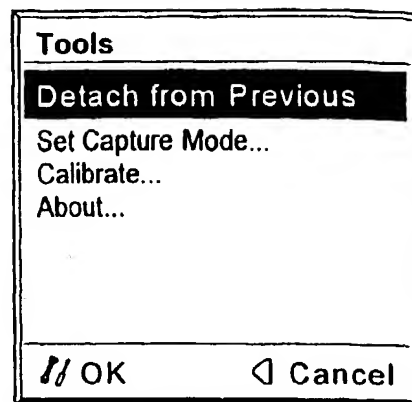 Tools
Detach from Previous
Set Capture Mode...
Calibrate...
About...
OK Cancel